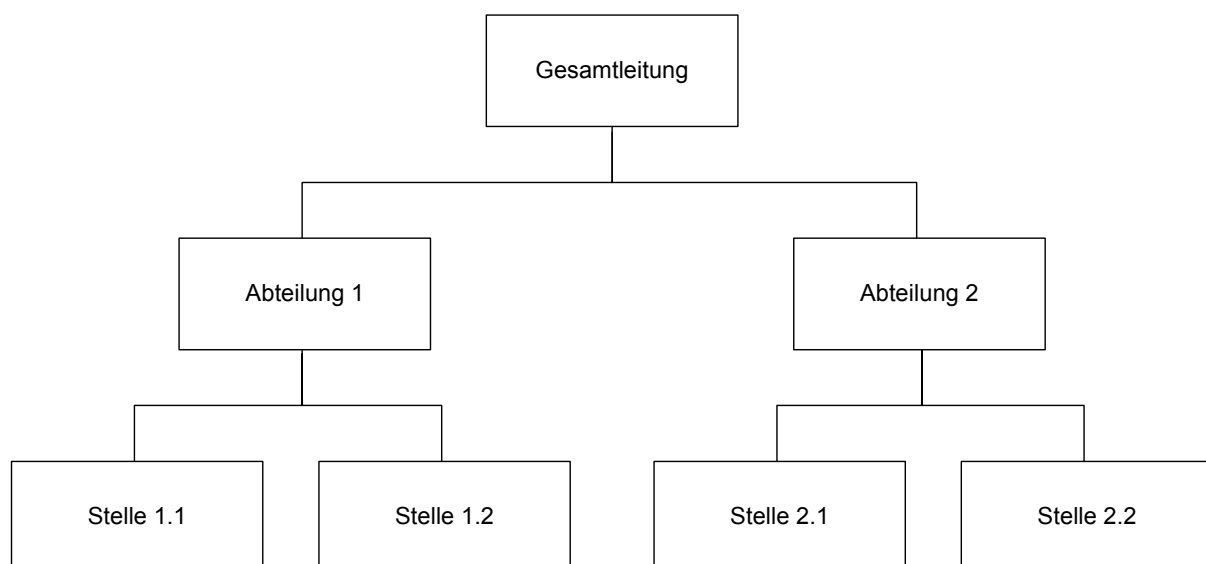 Gesamtleitung
Abteilung 1
Abteilung 2
Stelle 1.1
Stelle 1.2
Stelle 2.1
Stelle 2.2